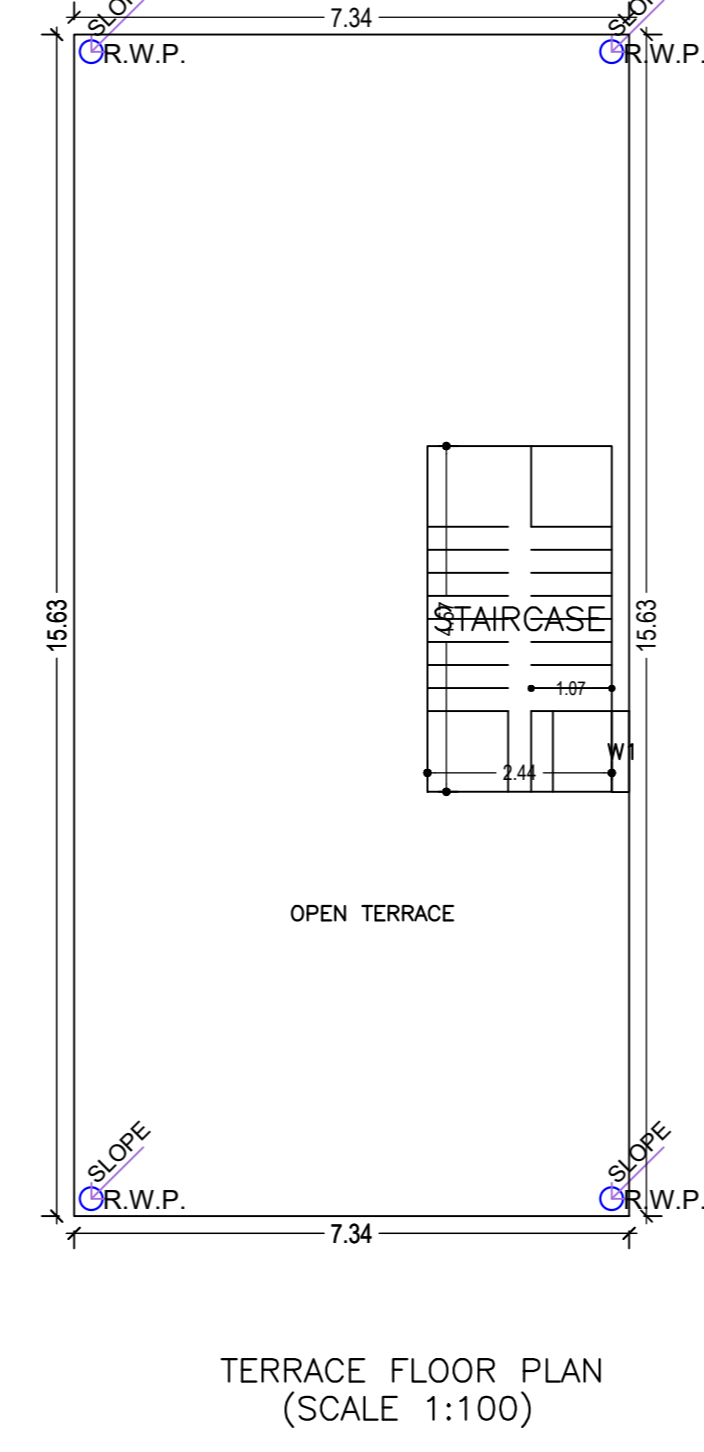 SLOPE
SLOPE
7.34
R.W.P.
R.W.P.
15.63
4.57
STAIRCASE
15.63
1.07
W1
2.44
OPEN TERRACE
SLOPE
SLOPE
R.W.P.
R.W.P.
7.34
TERRACE FLOOR PLAN
(SCALE 1:100)